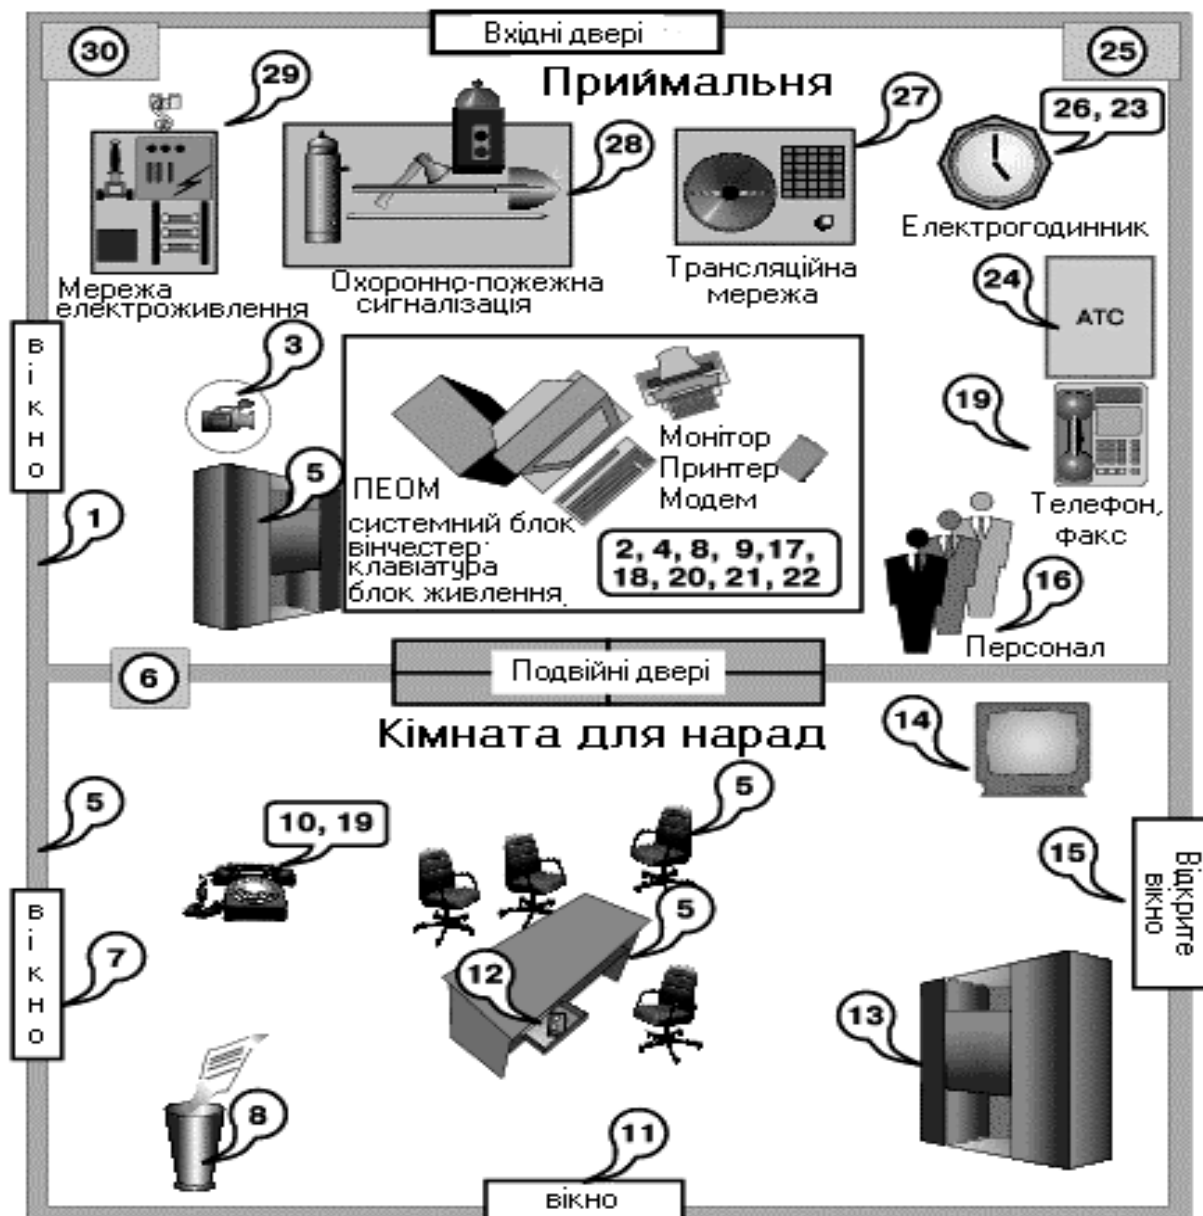 Вхідні двері
30
25
Приймальня
29
28
27
26, 23
Електрогодинник
Мережа
електроживлення
Охоронно-пожежна
сигналізація
Трансляційна
мережа
24
АТС
вікно
3
19
5
ПЕОМ
Монітор
Принтер
Модем
системний блок
вінчестер
клавіатура
блок живлення
2, 4, 8, 9,17,
18, 20, 21, 22
Телефон,
факс
1
16
Персонал
6
Подвійні двері
Кімната для нарад
14
5
10, 19
5
15
Відкрите
вікно
вікно
7
5
12
13
8
11
вікно